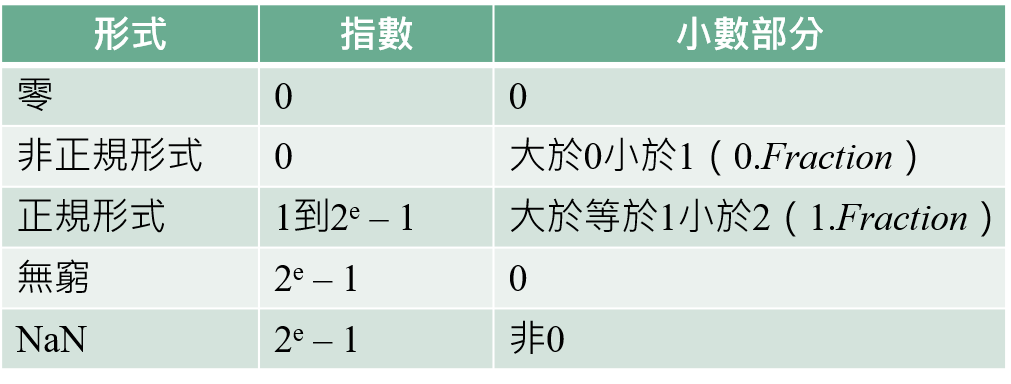 形式 指數 小數部分
零 0 0
非正規形式 0 大於0小於1（0.Fraction）
正規形式 1到2ᵉ – 1 大於等於1小於2（1.Fraction）
無窮 2ᵉ – 1 0
NaN 2ᵉ – 1 非0